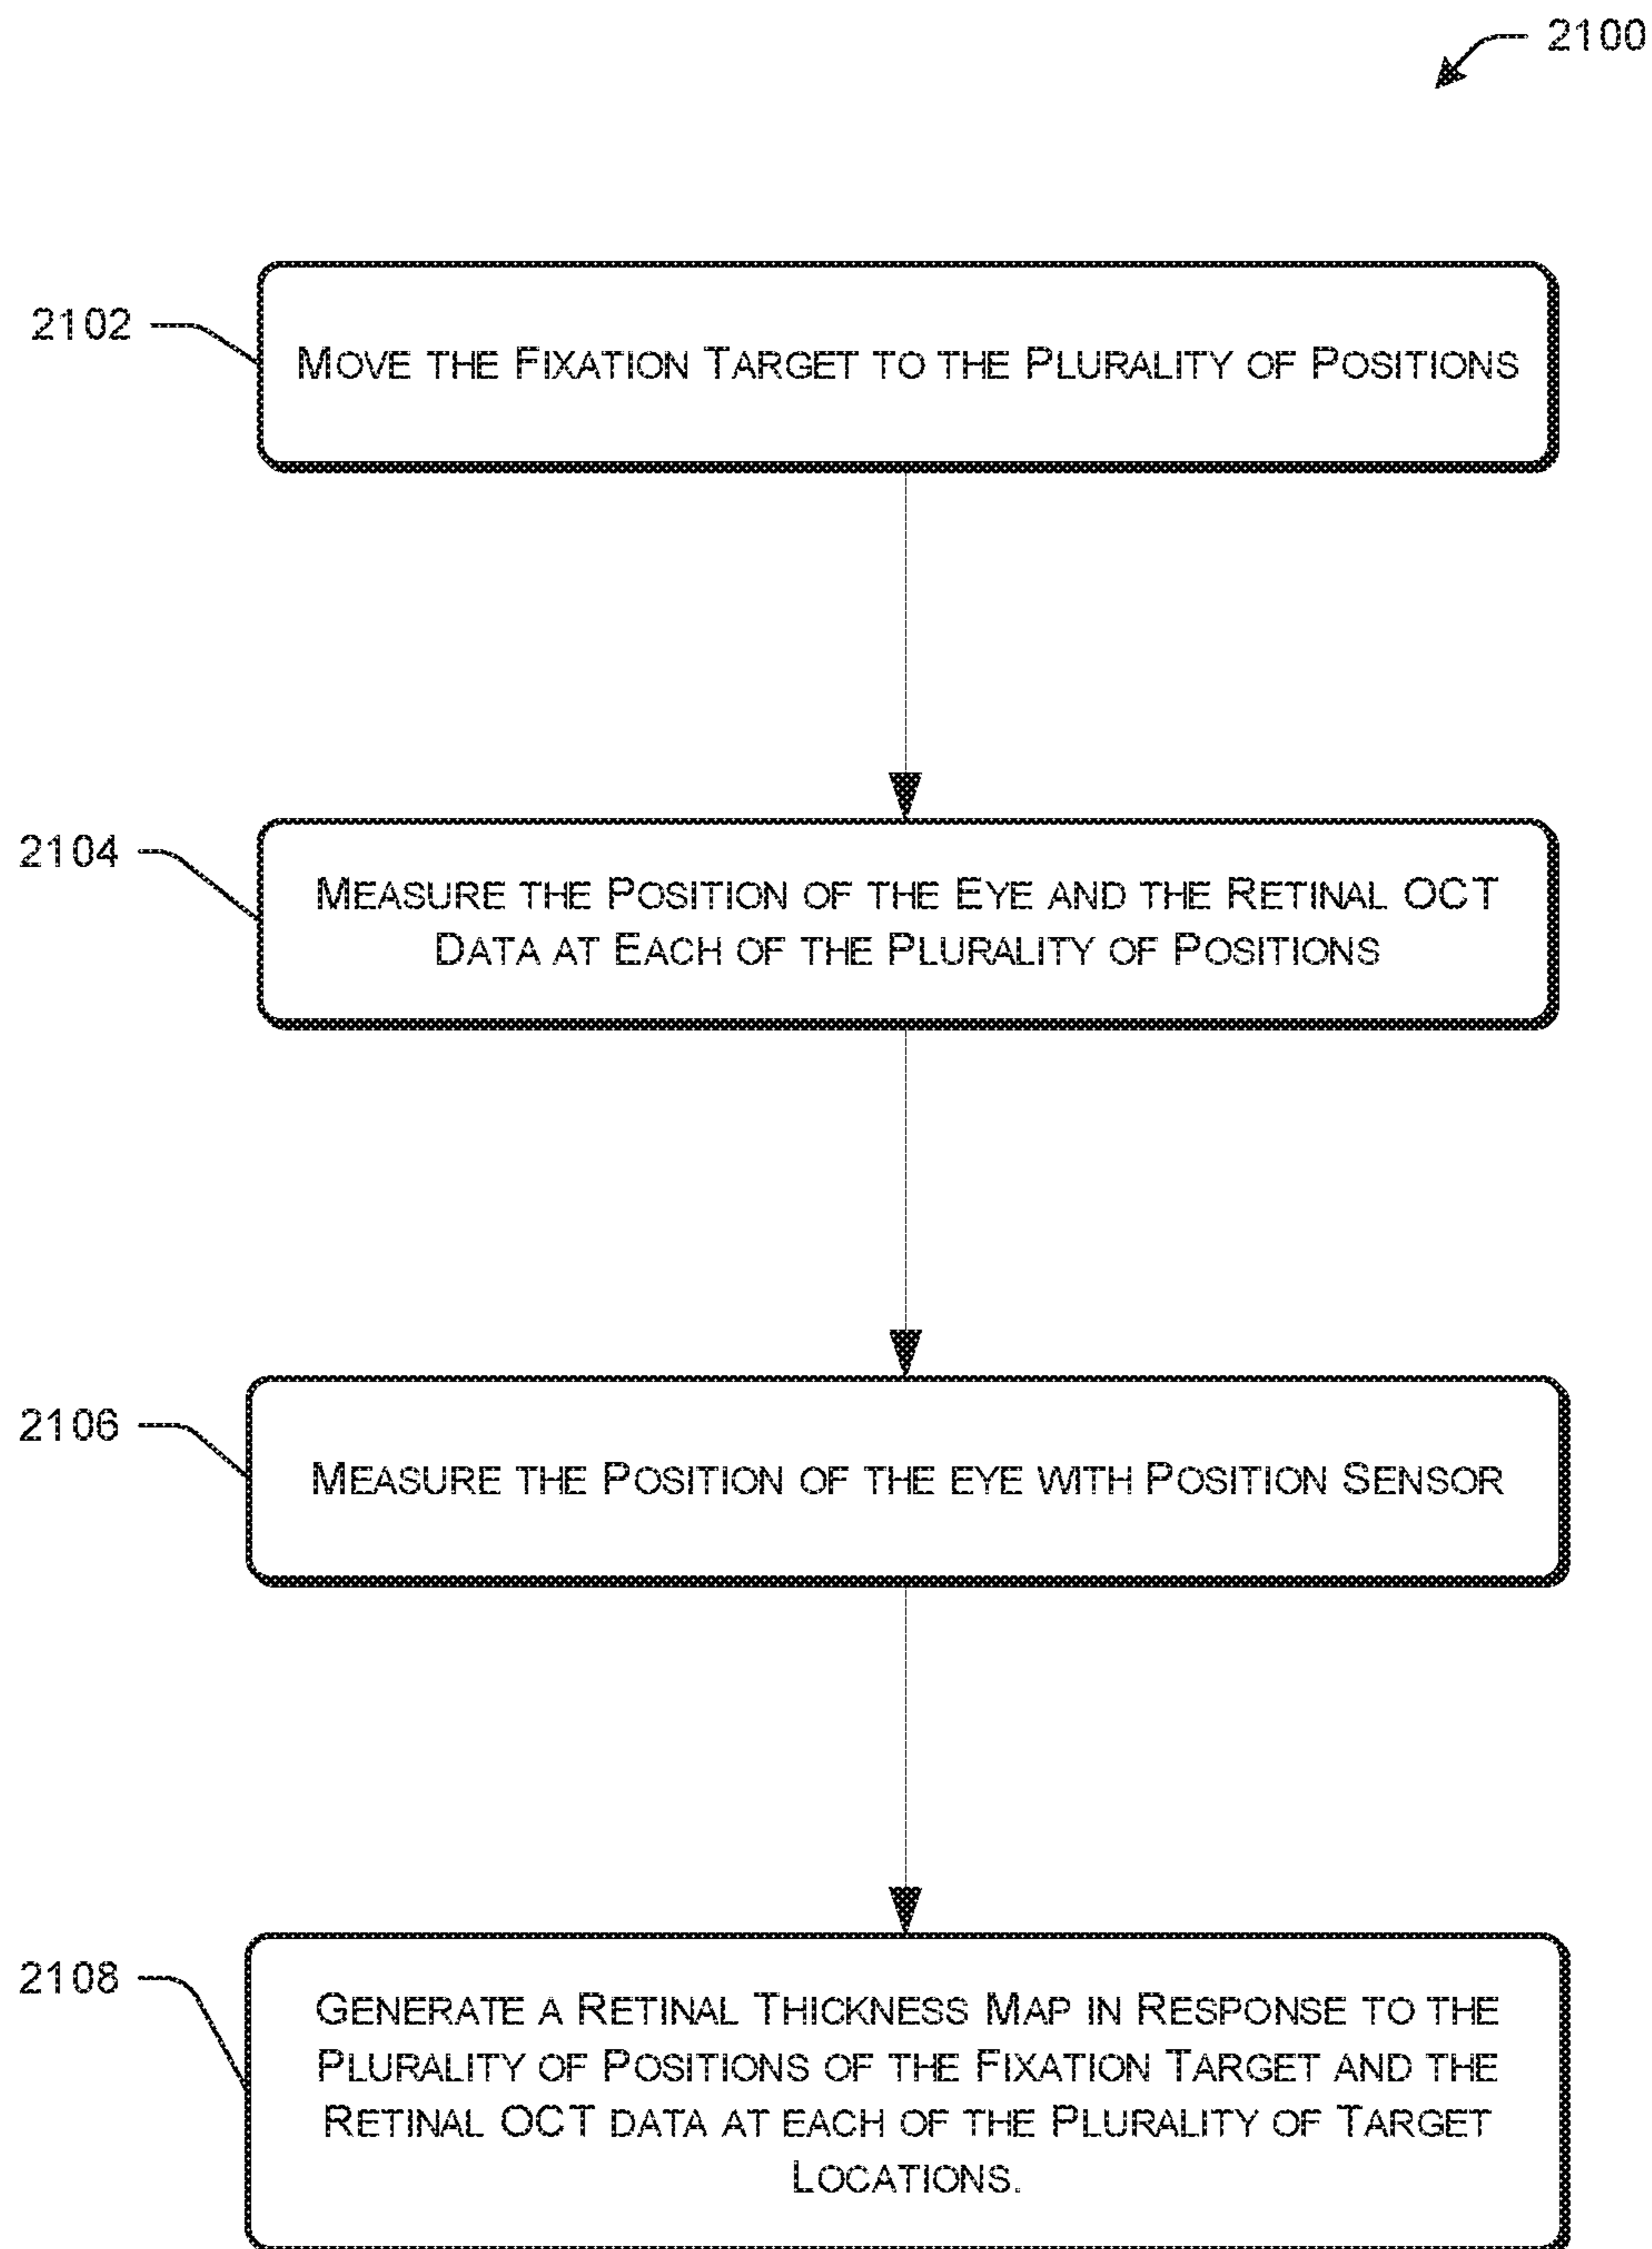 2100
2102
MOVE THE FIXATION TARGET TO THE PLURALITY OF POSITIONS
2104
MEASURE THE POSITION OF THE EYE AND THE RETINAL OCT
DATA AT EACH OF THE PLURALITY OF POSITIONS
2106
MEASURE THE POSITION OF THE EYE WITH POSITION SENSOR
2108
GENERATE A RETINAL THICKNESS MAP IN RESPONSE TO THE
PLURALITY OF POSITIONS OF THE FIXATION TARGET AND THE
RETINAL OCT DATA AT EACH OF THE PLURALITY OF TARGET
LOCATIONS.